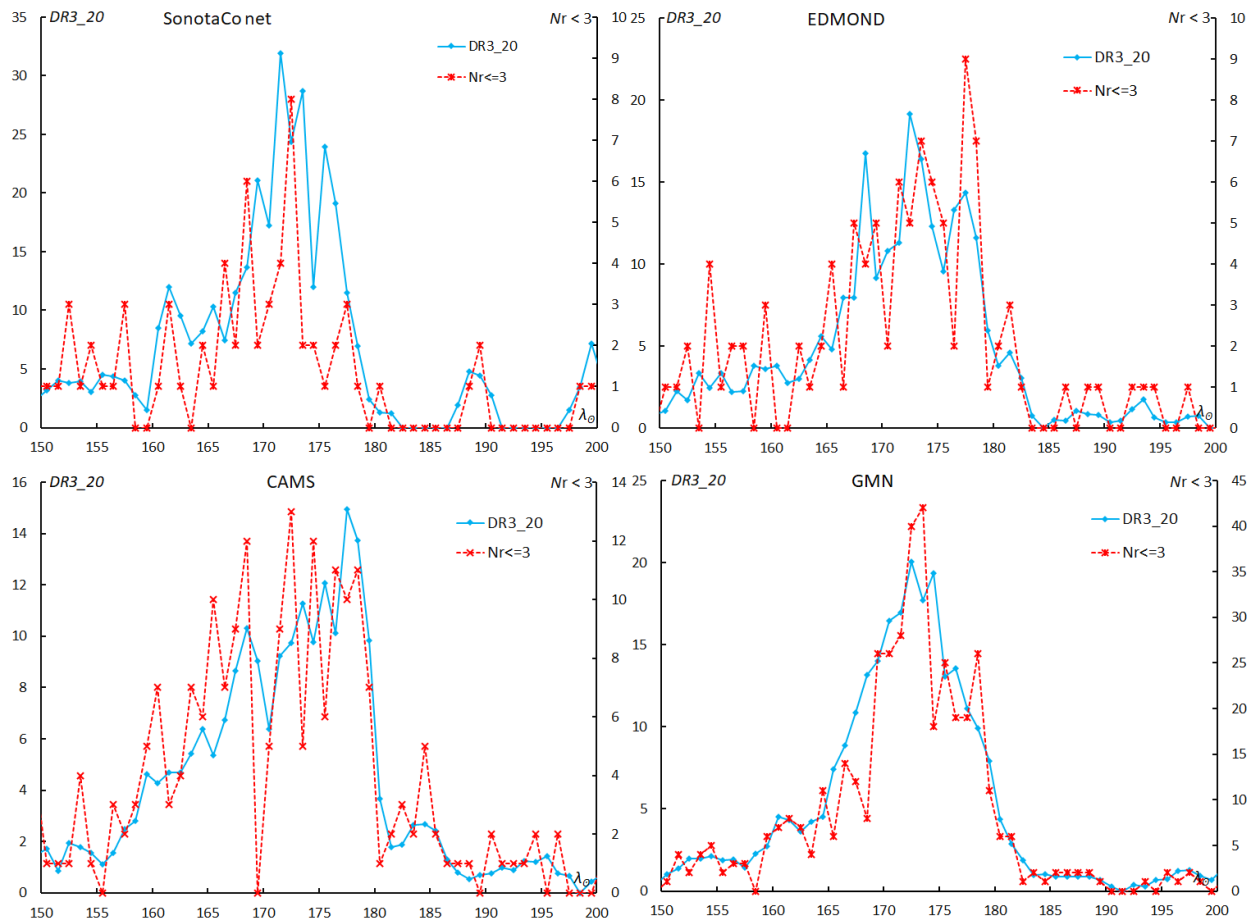 DR3_20 SonotaCo net Nr < 3
35 30 25 20 15 10 5 0
10 9 8 7 6 5 4 3 2 1 0
DR3_20
Nr<=3
λ⊙
150 155 160 165 170 175 180 185 190 195 200
DR3_20 EDMOND Nr < 3
25 20 15 10 5 0
10 9 8 7 6 5 4 3 2 1 0
DR3_20
Nr<=3
λ⊙
150 155 160 165 170 175 180 185 190 195 200
DR3_20 CAMS Nr < 3
16 14 12 10 8 6 4 2 0
14 12 10 8 6 4 2 0
DR3_20
Nr<=3
λ⊙
150 155 160 165 170 175 180 185 190 195 200
DR3_20 GMN Nr < 3
25 20 15 10 5 0
45 40 35 30 25 20 15 10 5 0
DR3_20
Nr<=3
λ⊙
150 155 160 165 170 175 180 185 190 195 200